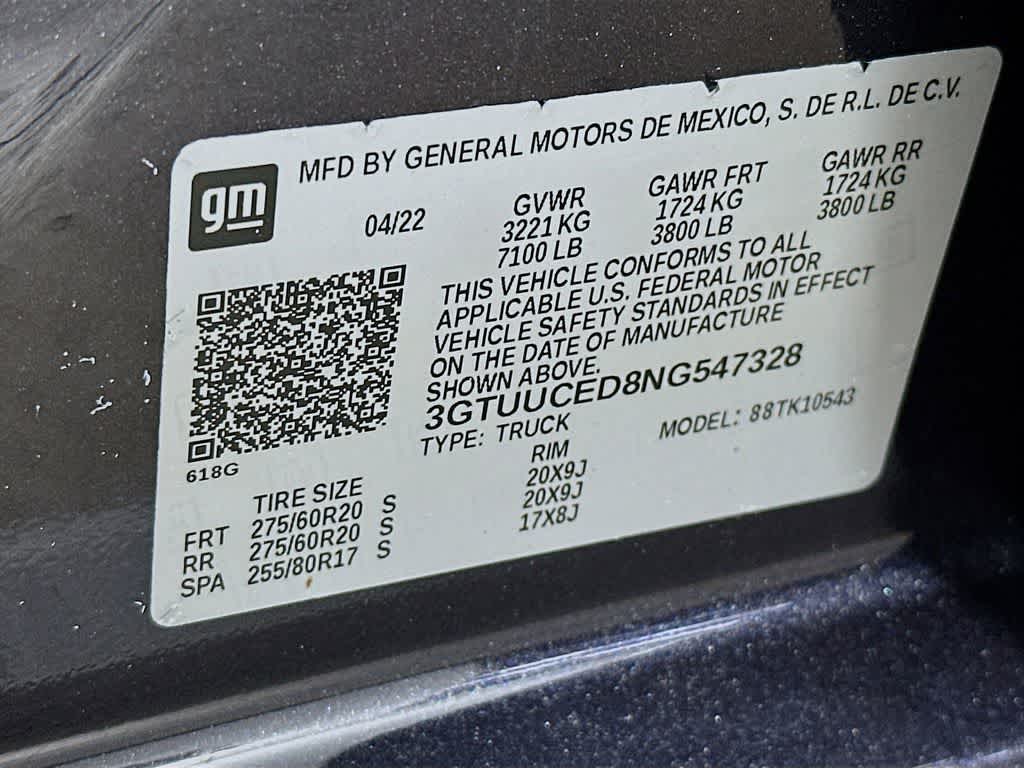 MFD BY GENERAL MOTORS DE MEXICO, S. DE R.L. DE C.V.
gm
04/22
GVWR
3221 KG
7100 LB
GAWR FRT
1724 KG
3800 LB
GAWR RR
1724 KG
3800 LB
THIS VEHICLE CONFORMS TO ALL
APPLICABLE U.S. FEDERAL MOTOR
VEHICLE SAFETY STANDARDS IN EFFECT
ON THE DATE OF MANUFACTURE
SHOWN ABOVE.
3GTUUCED8NG547328
TYPE: TRUCK MODEL: 88TK10543
618G
TIRE SIZE RIM
FRT 275/60R20 S 20X9J
RR 275/60R20 S 20X9J
SPA 255/80R17 S 17X8J